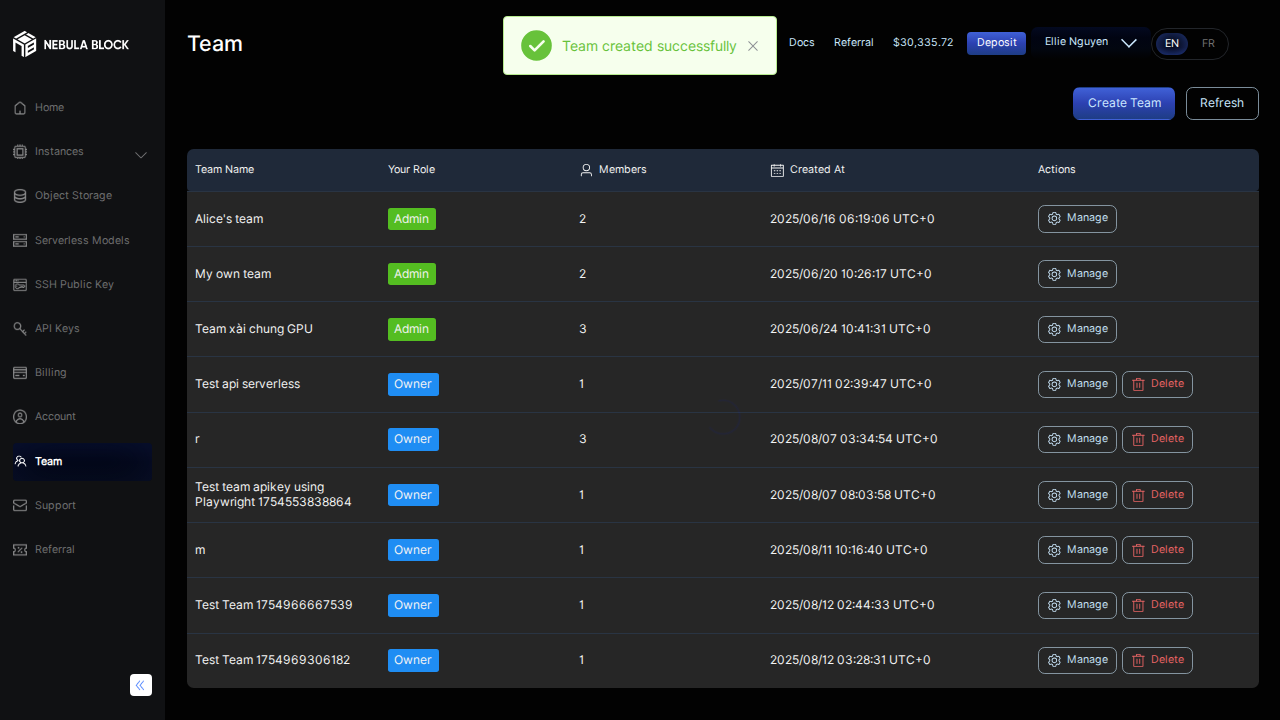 NEBULA BLOCK
Home
Instances
Object Storage
Serverless Models
SSH Public Key
API Keys
Billing
Account
Team
Support
Referral
Team
Team created successfully
Docs Referral $30,335.72 Deposit Ellie Nguyen EN FR
Create Team Refresh
Team Name Your Role Members Created At Actions
Alice's team Admin 2 2025/06/16 06:19:06 UTC+0 Manage
My own team Admin 2 2025/06/20 10:26:17 UTC+0 Manage
Team xài chung GPU Admin 3 2025/06/24 10:41:31 UTC+0 Manage
Test api serverless Owner 1 2025/07/11 02:39:47 UTC+0 Manage Delete
r Owner 3 2025/08/07 03:34:54 UTC+0 Manage Delete
Test team apikey using
Playwright 1754553838864 Owner 1 2025/08/07 08:03:58 UTC+0 Manage Delete
m Owner 1 2025/08/11 10:16:40 UTC+0 Manage Delete
Test Team 1754966667539 Owner 1 2025/08/12 02:44:33 UTC+0 Manage Delete
Test Team 1754969306182 Owner 1 2025/08/12 03:28:31 UTC+0 Manage Delete